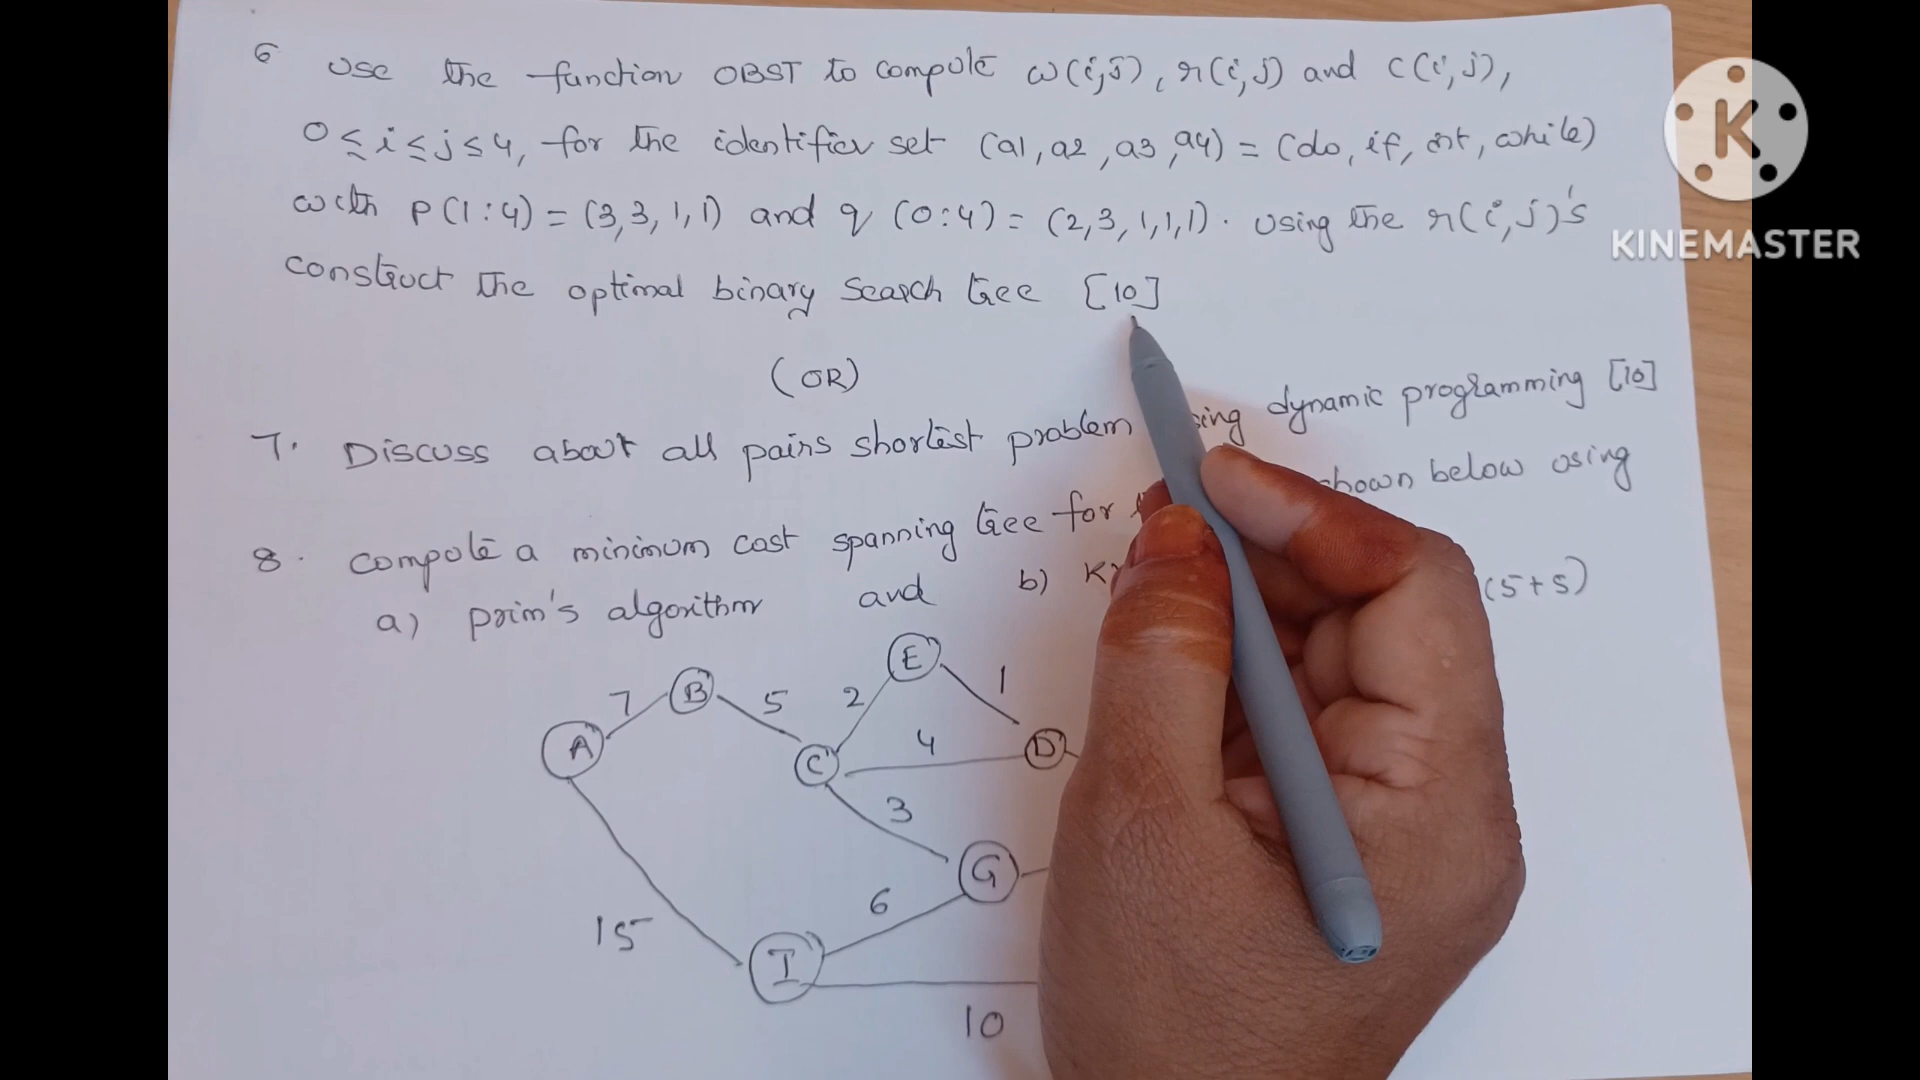 6 Use the function OBST to compute w(i,j), r(i,j) and c(i,j),
0 ≤ i ≤ j ≤ 4, for the identifier set (a1, a2, a3, a4) = (do, if, int, while)
with p(1:4) = (3,3,1,1) and q (0:4) = (2,3,1,1,1). Using the r(i,j)'s
construct the optimal binary search tree [10]
(OR)
7. Discuss about all pairs shortest problem using dynamic programming [10]
8. Compute a minimum cost spanning tree for shown below using
a) prim's algorithm and b) (5+5)
E
7 B 5 2 1
A C 4 D
3
G
6
15 I
10
K
KINEMASTER